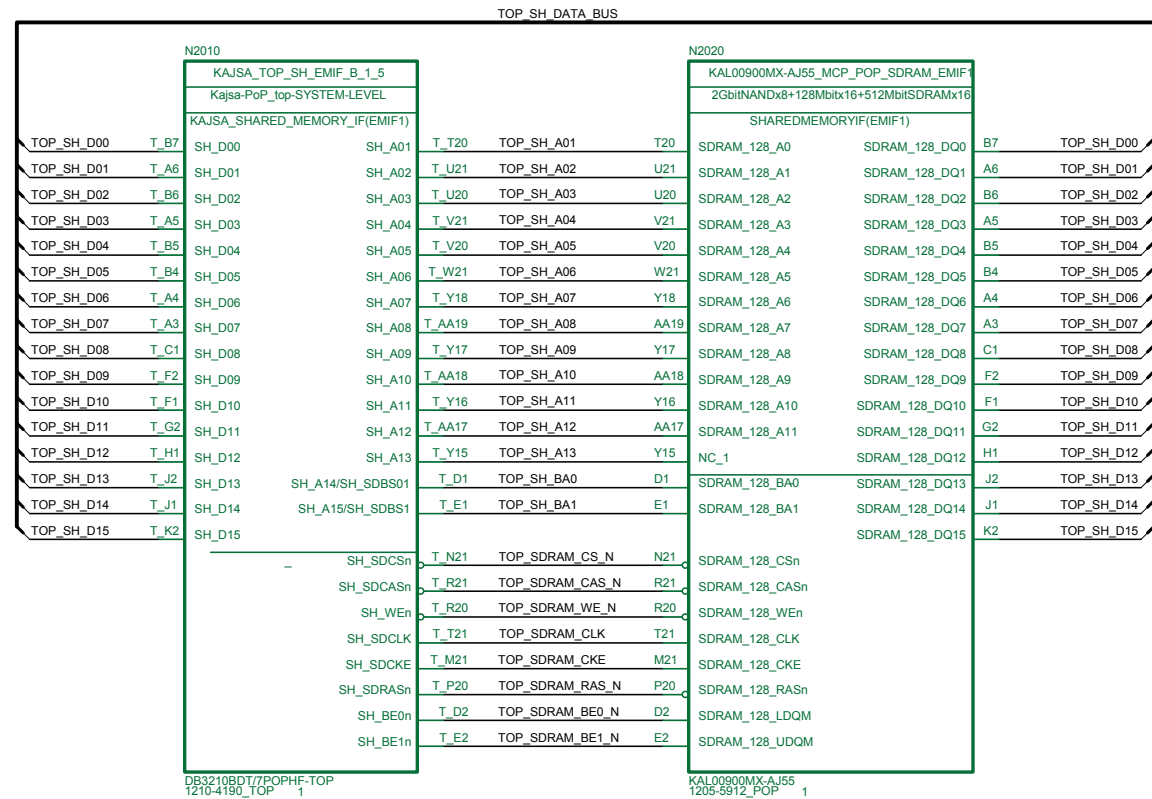 TOP_SH_DATA_BUS
N2010 N2020
KAJSA_TOP_SH_EMIF_B_1_5 KAL00900MX-AJ55_MCP_POP_SDRAM_EMIF1
Kajsa-PoP_top-SYSTEM-LEVEL 2GbitNANDx8+128Mbitx16+512MbitSDRAMx16
KAJSA_SHARED_MEMORY_IF(EMIF1) SHAREDMEMORYIF(EMIF1)
TOP_SH_D00 T_B7 SH_D00 SH_A01 T_T20 TOP_SH_A01 T20 SDRAM_128_A0 SDRAM_128_DQ0 B7 TOP_SH_D00
TOP_SH_D01 T_A6 SH_D01 SH_A02 T_U21 TOP_SH_A02 U21 SDRAM_128_A1 SDRAM_128_DQ1 A6 TOP_SH_D01
TOP_SH_D02 T_B6 SH_D02 SH_A03 T_U20 TOP_SH_A03 U20 SDRAM_128_A2 SDRAM_128_DQ2 B6 TOP_SH_D02
TOP_SH_D03 T_A5 SH_D03 SH_A04 T_V21 TOP_SH_A04 V21 SDRAM_128_A3 SDRAM_128_DQ3 A5 TOP_SH_D03
TOP_SH_D04 T_B5 SH_D04 SH_A05 T_V20 TOP_SH_A05 V20 SDRAM_128_A4 SDRAM_128_DQ4 B5 TOP_SH_D04
TOP_SH_D05 T_B4 SH_D05 SH_A06 T_W21 TOP_SH_A06 W21 SDRAM_128_A5 SDRAM_128_DQ5 B4 TOP_SH_D05
TOP_SH_D06 T_A4 SH_D06 SH_A07 T_Y18 TOP_SH_A07 Y18 SDRAM_128_A6 SDRAM_128_DQ6 A4 TOP_SH_D06
TOP_SH_D07 T_A3 SH_D07 SH_A08 T_AA19 TOP_SH_A08 AA19 SDRAM_128_A7 SDRAM_128_DQ7 A3 TOP_SH_D07
TOP_SH_D08 T_C1 SH_D08 SH_A09 T_Y17 TOP_SH_A09 Y17 SDRAM_128_A8 SDRAM_128_DQ8 C1 TOP_SH_D08
TOP_SH_D09 T_F2 SH_D09 SH_A10 T_AA18 TOP_SH_A10 AA18 SDRAM_128_A9 SDRAM_128_DQ9 F2 TOP_SH_D09
TOP_SH_D10 T_F1 SH_D10 SH_A11 T_Y16 TOP_SH_A11 Y16 SDRAM_128_A10 SDRAM_128_DQ10 F1 TOP_SH_D10
TOP_SH_D11 T_G2 SH_D11 SH_A12 T_AA17 TOP_SH_A12 AA17 SDRAM_128_A11 SDRAM_128_DQ11 G2 TOP_SH_D11
TOP_SH_D12 T_H1 SH_D12 SH_A13 T_Y15 TOP_SH_A13 Y15 NC_1 SDRAM_128_DQ12 H1 TOP_SH_D12
TOP_SH_D13 T_J2 SH_D13 SH_A14/SH_SDBS01 T_D1 TOP_SH_BA0 D1 SDRAM_128_BA0 SDRAM_128_DQ13 J2 TOP_SH_D13
TOP_SH_D14 T_J1 SH_D14 SH_A15/SH_SDBS1 T_E1 TOP_SH_BA1 E1 SDRAM_128_BA1 SDRAM_128_DQ14 J1 TOP_SH_D14
TOP_SH_D15 T_K2 SH_D15 SDRAM_128_DQ15 K2 TOP_SH_D15
_ SH_SDCSn T_N21 TOP_SDRAM_CS_N N21 SDRAM_128_CSn
SH_SDCASn T_R21 TOP_SDRAM_CAS_N R21 SDRAM_128_CASn
SH_WEn T_R20 TOP_SDRAM_WE_N R20 SDRAM_128_WEn
SH_SDCLK T_T21 TOP_SDRAM_CLK T21 SDRAM_128_CLK
SH_SDCKE T_M21 TOP_SDRAM_CKE M21 SDRAM_128_CKE
SH_SDRASn T_P20 TOP_SDRAM_RAS_N P20 SDRAM_128_RASn
SH_BE0n T_D2 TOP_SDRAM_BE0_N D2 SDRAM_128_LDQM
SH_BE1n T_E2 TOP_SDRAM_BE1_N E2 SDRAM_128_UDQM
DB3210BDT/7POPHF-TOP KAL00900MX-AJ55
1210-4190_TOP 1 1205-5912_POP 1